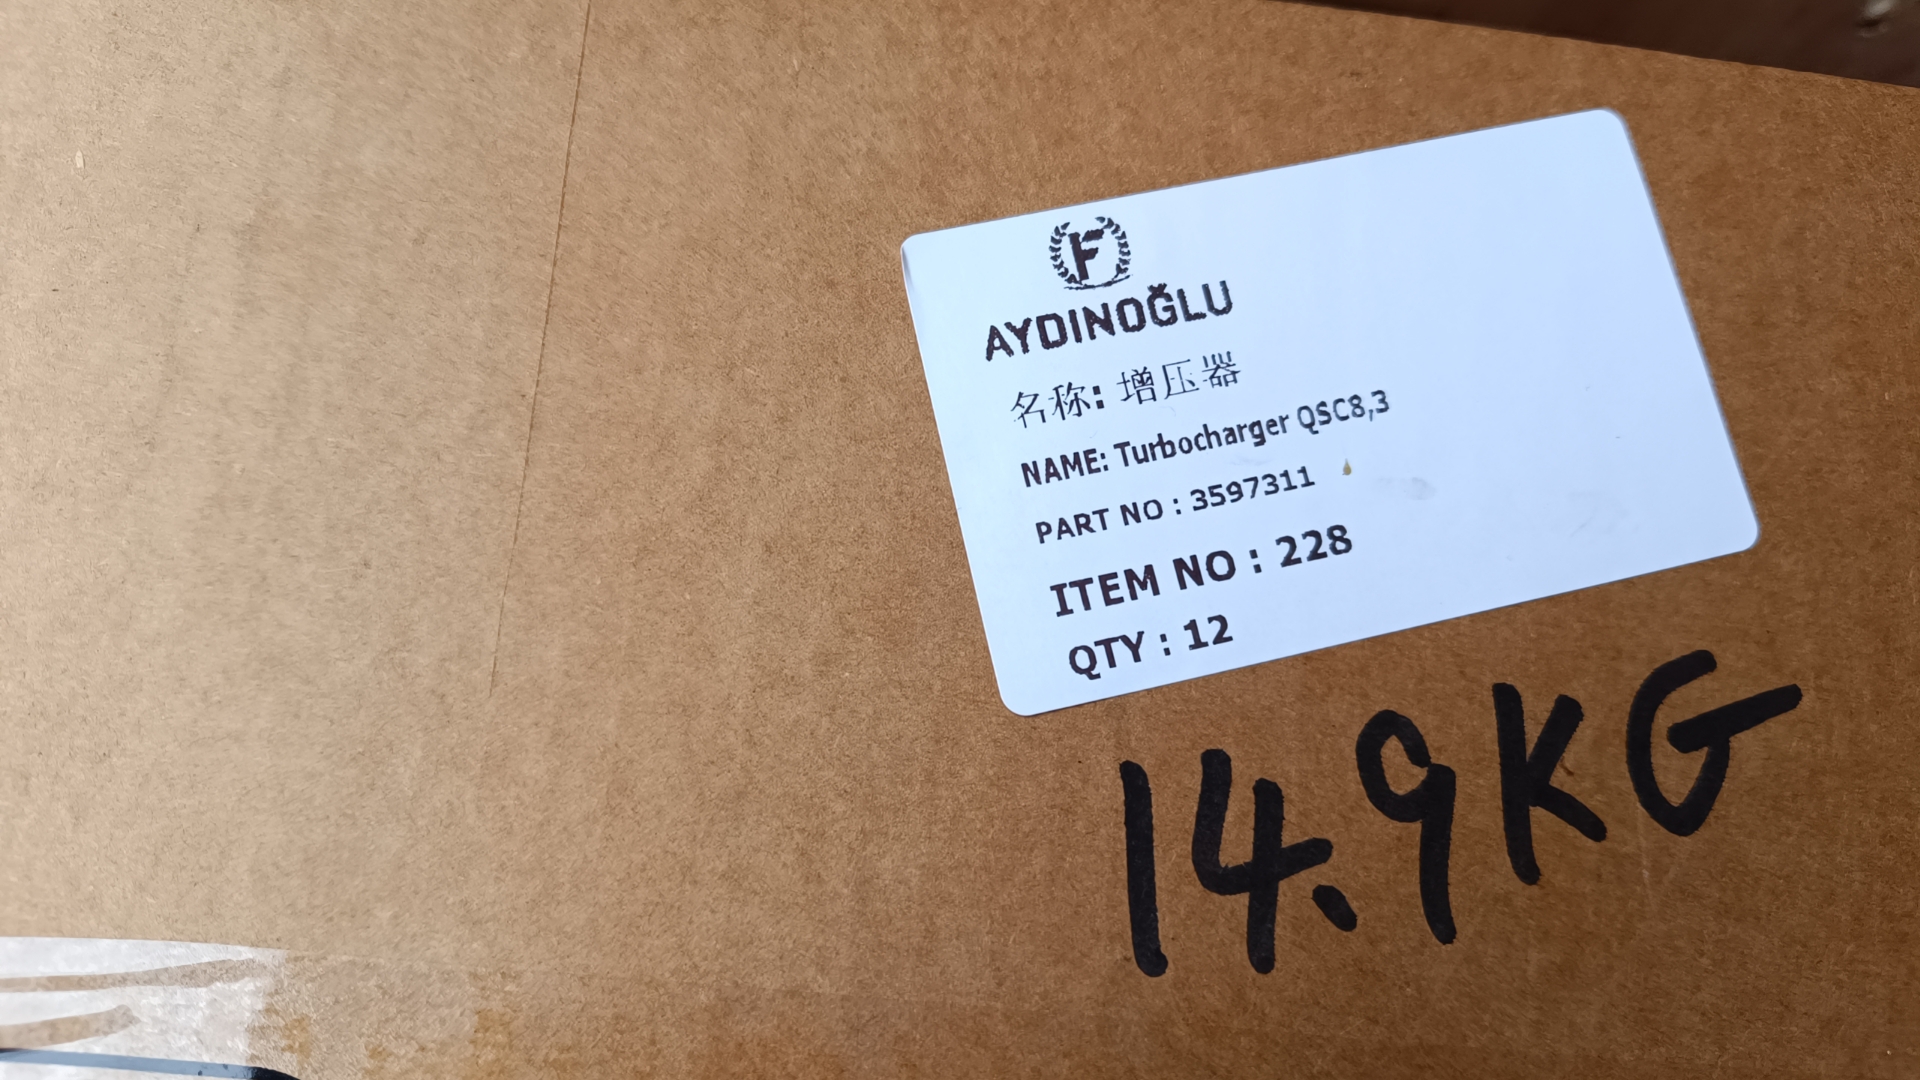 F
AYDINOĞLU
名称: 增压器
NAME: Turbocharger QSC8,3
PART NO : 3597311
ITEM NO : 228
QTY : 12
14.9KG